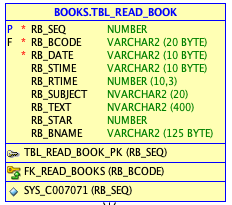 BOOKS.TBL_READ_BOOK
P * RB_SEQ NUMBER
F * RB_BCODE VARCHAR2 (20 BYTE)
* RB_DATE VARCHAR2 (10 BYTE)
RB_STIME VARCHAR2 (10 BYTE)
RB_RTIME NUMBER (10,3)
RB_SUBJECT NVARCHAR2 (20)
RB_TEXT NVARCHAR2 (400)
RB_STAR NUMBER
RB_BNAME VARCHAR2 (125 BYTE)
TBL_READ_BOOK_PK (RB_SEQ)
FK_READ_BOOKS (RB_BCODE)
SYS_C007071 (RB_SEQ)